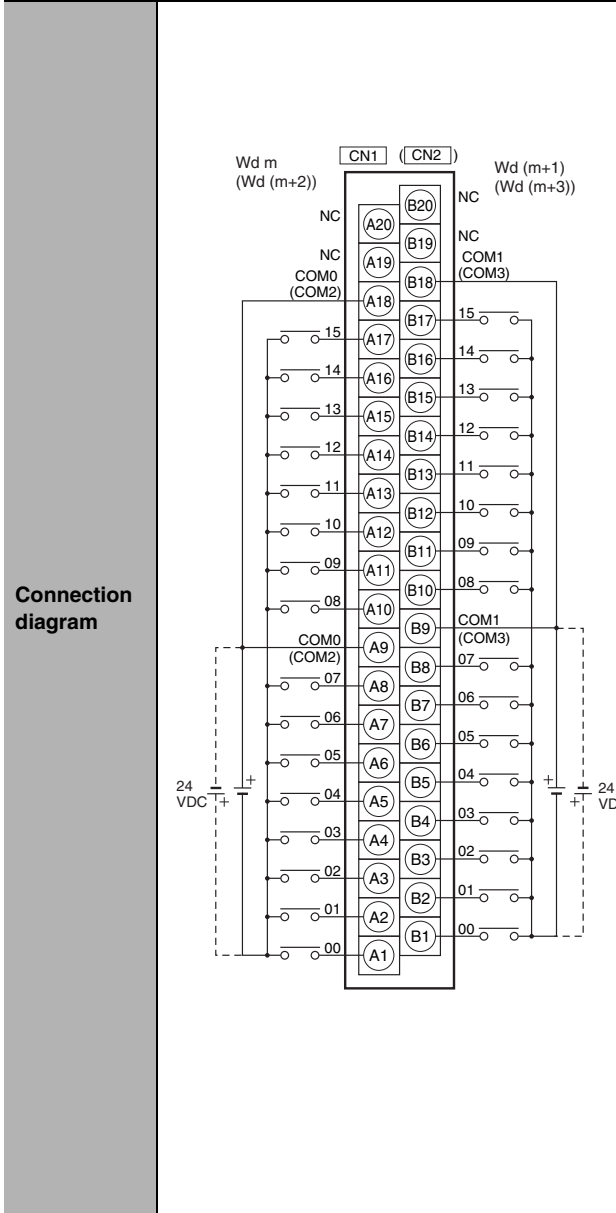 Connection
diagram
CN1 ( CN2 )
Wd m
(Wd (m+2))
Wd (m+1)
(Wd (m+3))
B20 NC
NC A20
B19 NC
NC A19
COM1
(COM3) B18
COM0
(COM2) A18
B17 15
15 A17
B16 14
14 A16
B15 13
13 A15
B14 12
12 A14
B13 11
11 A13
B12 10
10 A12
B11 09
09 A11
B10 08
08 A10
B9 COM1
(COM3)
COM0
(COM2) A9
B8 07
07 A8
B7 06
06 A7
B6 05
05 A6
B5 04
04 A5
B4 03
03 A4
B3 02
02 A3
B2 01
01 A2
B1 00
00 A1
24
VDC + +
+ + 24
VD